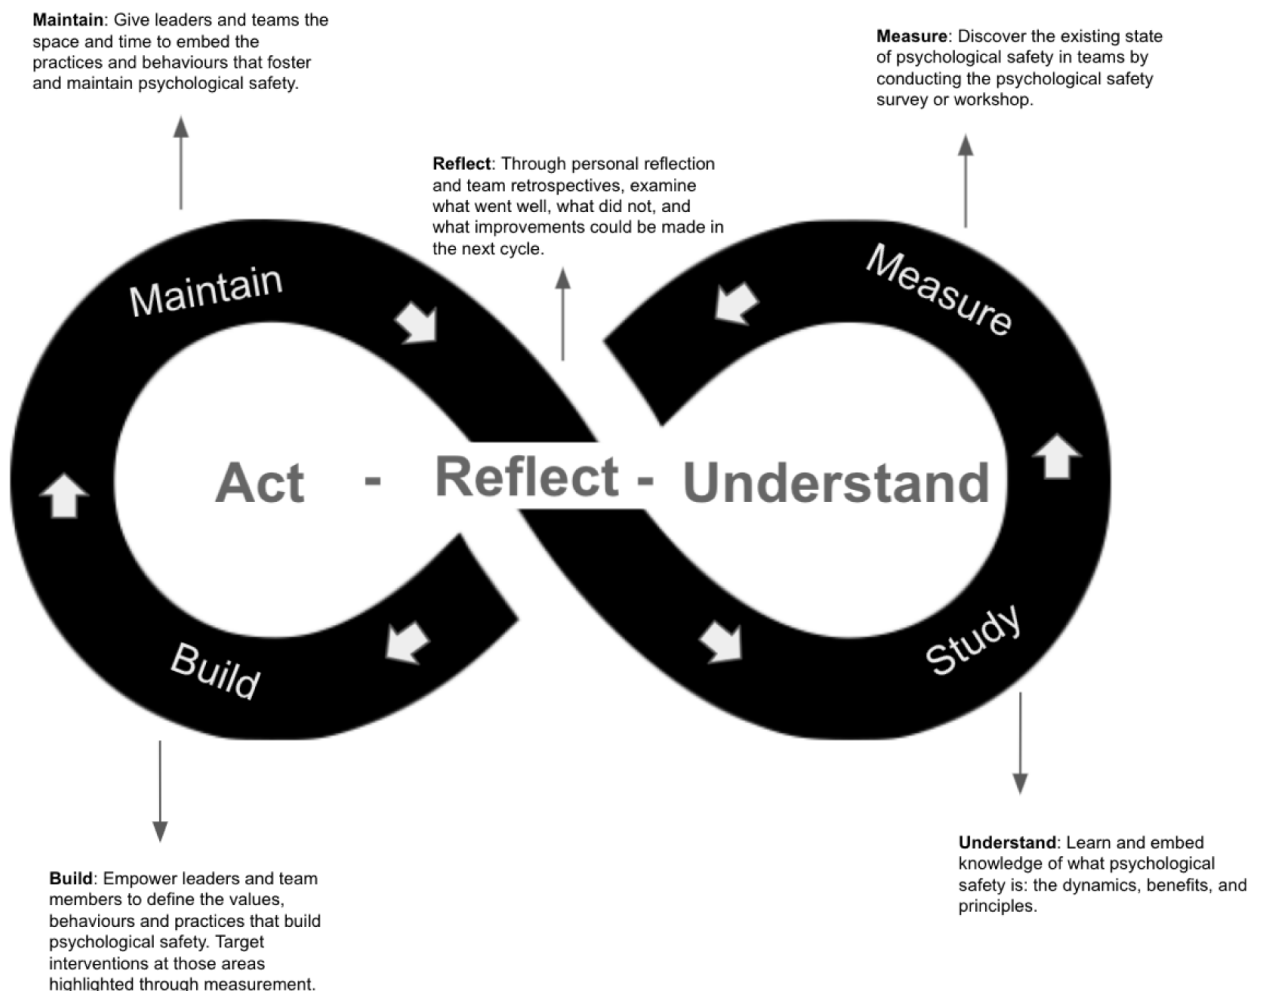 Maintain: Give leaders and teams the
space and time to embed the
practices and behaviours that foster
and maintain psychological safety.
Measure: Discover the existing state
of psychological safety in teams by
conducting the psychological safety
survey or workshop.
Reflect: Through personal reflection
and team retrospectives, examine
what went well, what did not, and
what improvements could be made in
the next cycle.
Maintain
Measure
Act - Reflect - Understand
Build
Study
Understand: Learn and embed
knowledge of what psychological
safety is: the dynamics, benefits, and
principles.
Build: Empower leaders and team
members to define the values,
behaviours and practices that build
psychological safety. Target
interventions at those areas
highlighted through measurement.